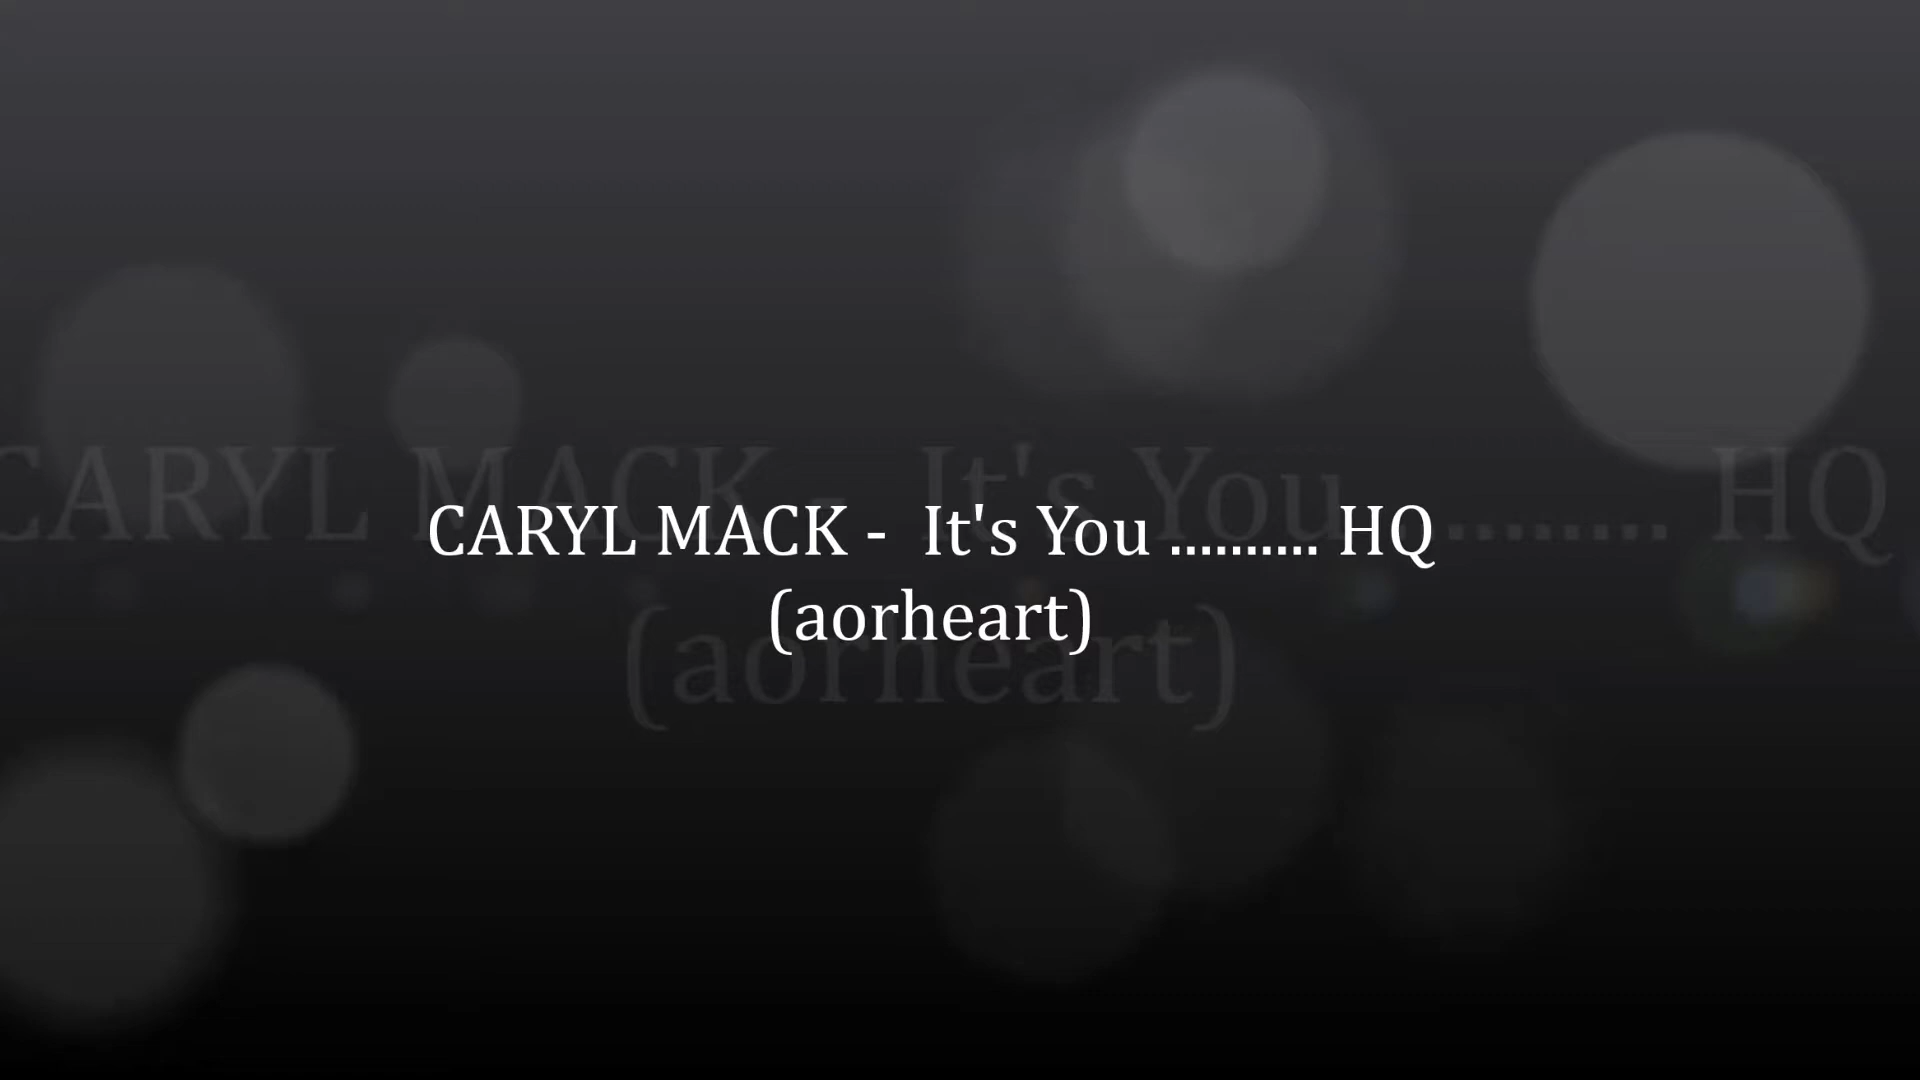 CARYL MACK -  It's You .......... HQ
(aorheart)